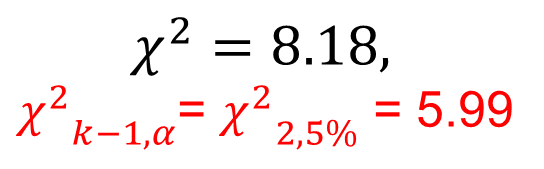 χ² = 8.18,
χ²ₖ₋₁,α = χ²₂,₅% = 5.99